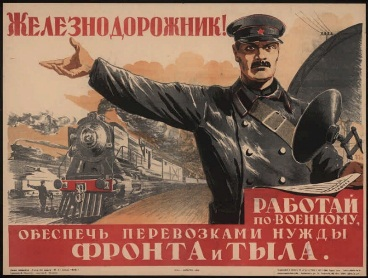 Железнодорожник!
Работай
по-военному,
обеспечь перевозками нужды
фронта и тыла.